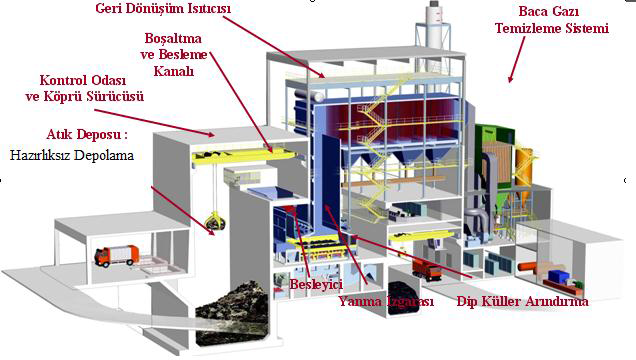 Geri Dönüşüm Isıtıcısı
Baca Gazı
Temizleme Sistemi
Boşaltma
ve Besleme
Kanalı
Kontrol Odası
ve Köprü Sürücüsü
Atık Deposu :
Hazırlıksız Depolama
Besleyici
Yanma Izgarası
Dip Küller Arındırma